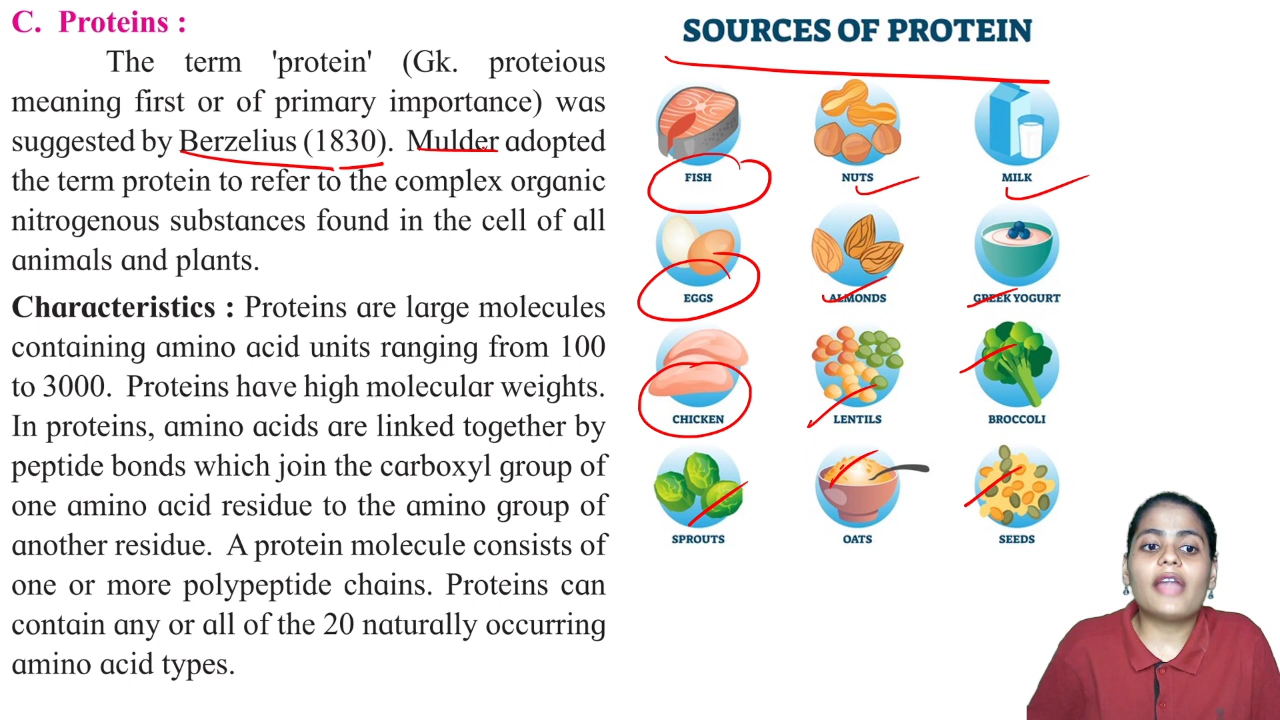 C. Proteins :
The term 'protein' (Gk. proteious
meaning first or of primary importance) was
suggested by Berzelius (1830). Mulder adopted
the term protein to refer to the complex organic
nitrogenous substances found in the cell of all
animals and plants.
Characteristics : Proteins are large molecules
containing amino acid units ranging from 100
to 3000. Proteins have high molecular weights.
In proteins, amino acids are linked together by
peptide bonds which join the carboxyl group of
one amino acid residue to the amino group of
another residue. A protein molecule consists of
one or more polypeptide chains. Proteins can
contain any or all of the 20 naturally occurring
amino acid types.
SOURCES OF PROTEIN
FISH NUTS MILK
EGGS ALMONDS GREEK YOGURT
CHICKEN LENTILS BROCCOLI
SPROUTS OATS SEEDS